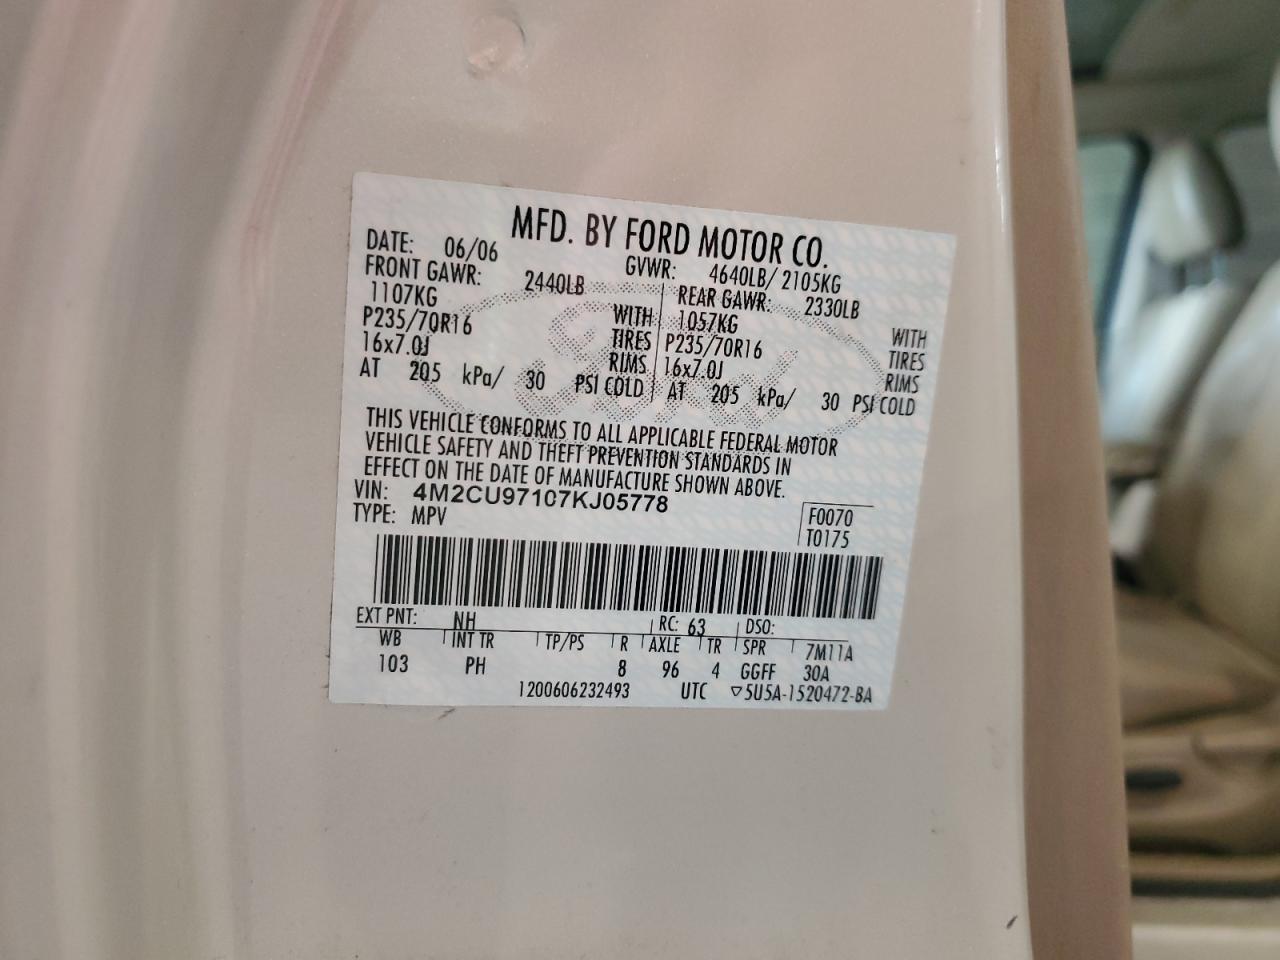 MFD. BY FORD MOTOR CO.
DATE: 06/06 GVWR: 4640LB/ 2105KG
FRONT GAWR: 2440LB REAR GAWR: 2330LB
1107KG WITH 1057KG WITH
P235/70R16 TIRES P235/70R16 TIRES
16x7.0J RIMS 16x7.0J RIMS
AT 205 kPa/ 30 PSI COLD AT 205 kPa/ 30 PSI COLD
THIS VEHICLE CONFORMS TO ALL APPLICABLE FEDERAL MOTOR
VEHICLE SAFETY AND THEFT PREVENTION STANDARDS IN
EFFECT ON THE DATE OF MANUFACTURE SHOWN ABOVE.
VIN: 4M2CU97107KJ05778
TYPE: MPV F0070
T0175
EXT PNT: NH RC: 63 DSO:
WB INT TR TP/PS R AXLE TR SPR 7M11A
103 PH 8 96 4 GGFF 30A
1200606232493 UTC ▽5U5A-1520472-BA